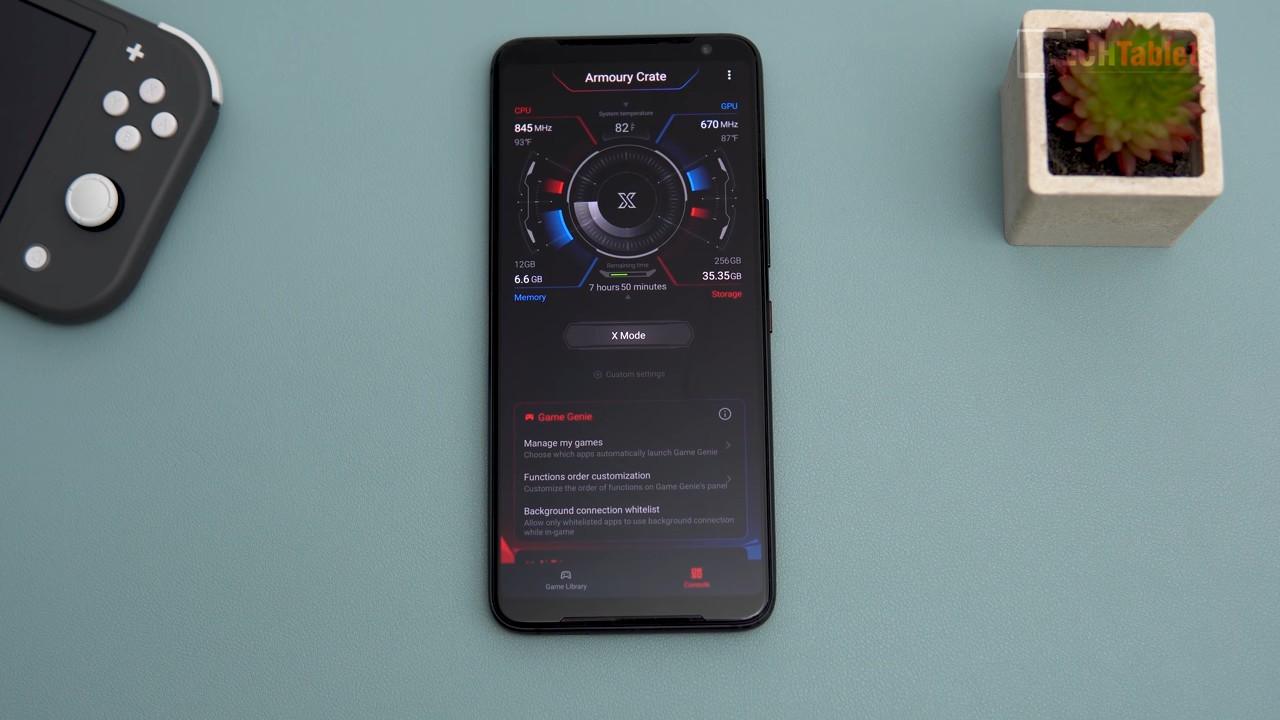 TECHTablet
Armoury Crate
CPU
GPU
System temperature
845 MHz
82°F
670 MHz
93°F
87°F
X
12GB
Remaining time
256GB
6.6 GB
35.35GB
7 hours 50 minutes
Memory
Storage
X Mode
Custom settings
Game Genie
Manage my games
Choose which apps automatically launch Game Genie
Functions order customization
Customize the order of functions on Game Genie's panel
Background connection whitelist
Allow only whitelisted apps to use background connection
while in-game
Game Library
Console